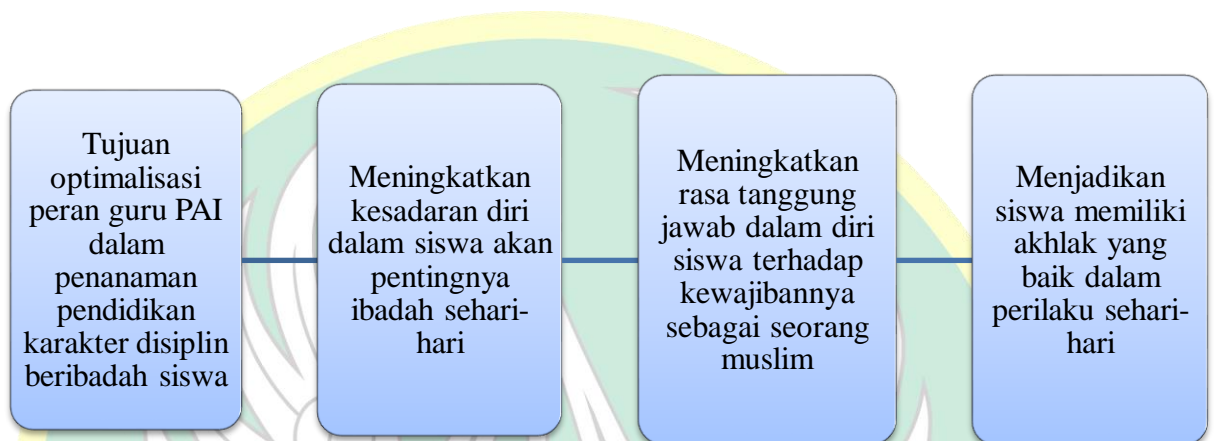 Tujuan
optimalisasi
peran guru PAI
dalam
penanaman
pendidikan
karakter disiplin
beribadah siswa
Meningkatkan
kesadaran diri
dalam siswa akan
pentingnya
ibadah sehari-
hari
Meningkatkan
rasa tanggung
jawab dalam diri
siswa terhadap
kewajibannya
sebagai seorang
muslim
Menjadikan
siswa memiliki
akhlak yang
baik dalam
perilaku sehari-
hari